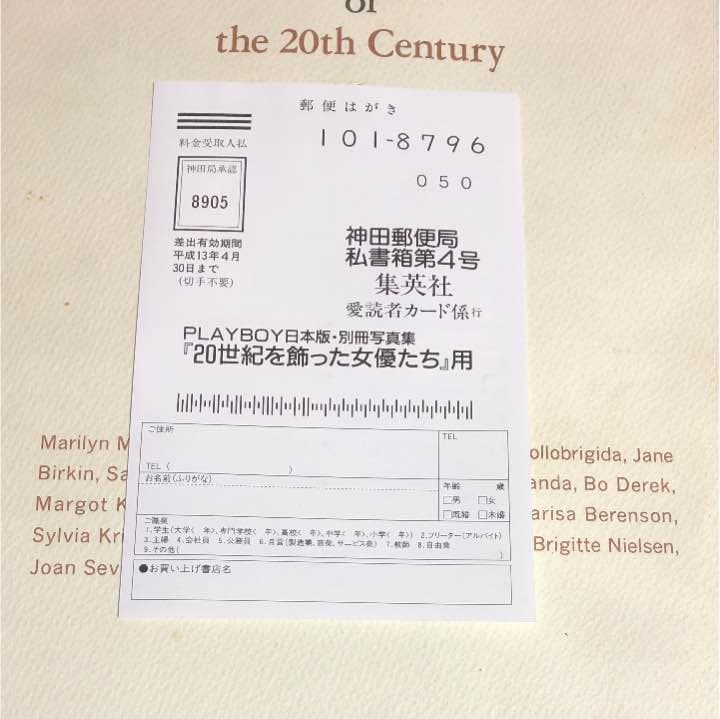 of
the 20th Century
郵便はがき
101-8796
050
料金受取人払
神田局承認
8905
差出有効期間
平成13年4月
30日まで
(切手不要)
神田郵便局
私書箱第4号
集英社
愛読者カード係行
PLAYBOY日本版・別冊写真集
『20世紀を飾った女優たち』用
ご住所
TEL (                    )
TEL
お名前(ふりがな)
年齢 歳
□男 □女
□既婚 □未婚
ご職業
1.学生(大学( 年)、専門学校( 年)、高校( 年)、中学( 年)、小学( 年)) 2.フリーター(アルバイト)
3.主婦 4.会社員 5.公務員 6.自営(製造業、商業、サービス業) 7.教師 8.自由業
9.その他( )
●お買い上げ書店名
Marilyn ollobrigida, Jane
Birkin, anda, Bo Derek,
Margot arisa Berenson,
Sylvia Brigitte Nielsen,
Joan